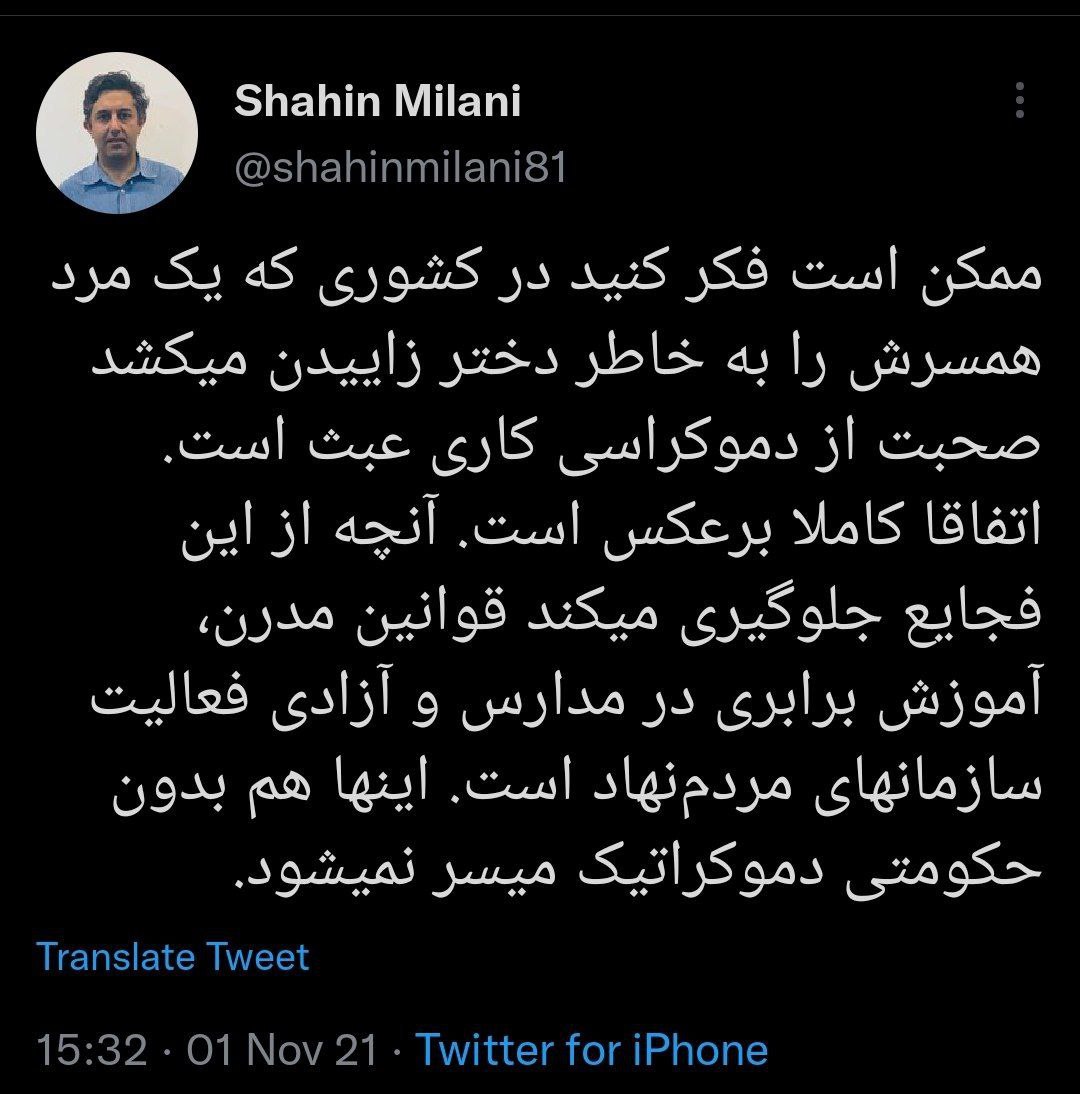 Shahin Milani
@shahinmilani81
ممکن است فکر کنید در کشوری که یک مرد
همسرش را به خاطر دختر زاییدن میکشد
صحبت از دموکراسی کاری عبث است.
اتفاقا کاملا برعکس است. آنچه از این
فجایع جلوگیری میکند قوانین مدرن،
آموزش برابری در مدارس و آزادی فعالیت
سازمانهای مردم‌نهاد است. اینها هم بدون
حکومتی دموکراتیک میسر نمیشود.
Translate Tweet
15:32 · 01 Nov 21 · Twitter for iPhone